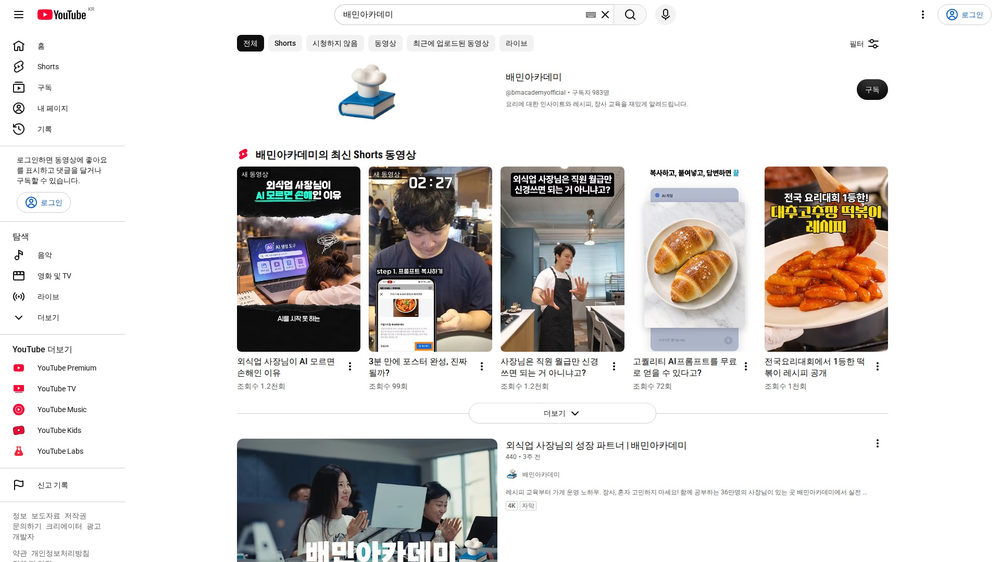 YouTube KR
배민아카데미
로그인
홈
Shorts
구독
내 페이지
기록
로그인하면 동영상에 좋아요
를 표시하고 댓글을 달거나
구독할 수 있습니다.
로그인
탐색
음악
영화 및 TV
라이브
더보기
YouTube 더보기
YouTube Premium
YouTube TV
YouTube Music
YouTube Kids
YouTube Labs
신고 기록
정보 보도자료 저작권
문의하기 크리에이터 광고
개발자
약관 개인정보처리방침
전체 Shorts 시청하지 않음 동영상 최근에 업로드된 동영상 라이브
필터
배민아카데미
@bmacademyofficial • 구독자 983명
요리에 대한 인사이트와 레시피, 장사 교육을 재밌게 알려드립니다.
구독
배민아카데미의 최신 Shorts 동영상
새 동영상
외식업 사장님이
AI 모르면 손해인 이유
AI 생성 도구
AI를 시작 못 하는
외식업 사장님이 AI 모르면
손해인 이유
조회수 1.2천회
새 동영상
02:27
step 1. 프롬프트 복사하기
3분 만에 포스터 완성, 진짜
될까?
조회수 99회
외식업 사장님은 직원 월급만
신경쓰면 되는 거 아니냐고?
사장님은 직원 월급만 신경
쓰면 되는 거 아니냐고?
조회수 1.2천회
복사하고, 붙여넣고, 답변하면 끝
고퀄리티 AI프롬프트를 무료
로 얻을 수 있다고?
조회수 72회
전국 요리대회 1등한!
대추고추장 떡볶이
레시피
전국요리대회에서 1등한 떡
볶이 레시피 공개
조회수 1천회
더보기
외식업 사장님의 성장 파트너 | 배민아카데미
440 • 3주 전
배민아카데미
레시피 교육부터 가게 운영 노하우. 장사, 혼자 고민하지 마세요! 함께 공부하는 36만명의 사장님이 있는 곳 배민아카데미에서 실전 ...
4K 자막
배민아카데미